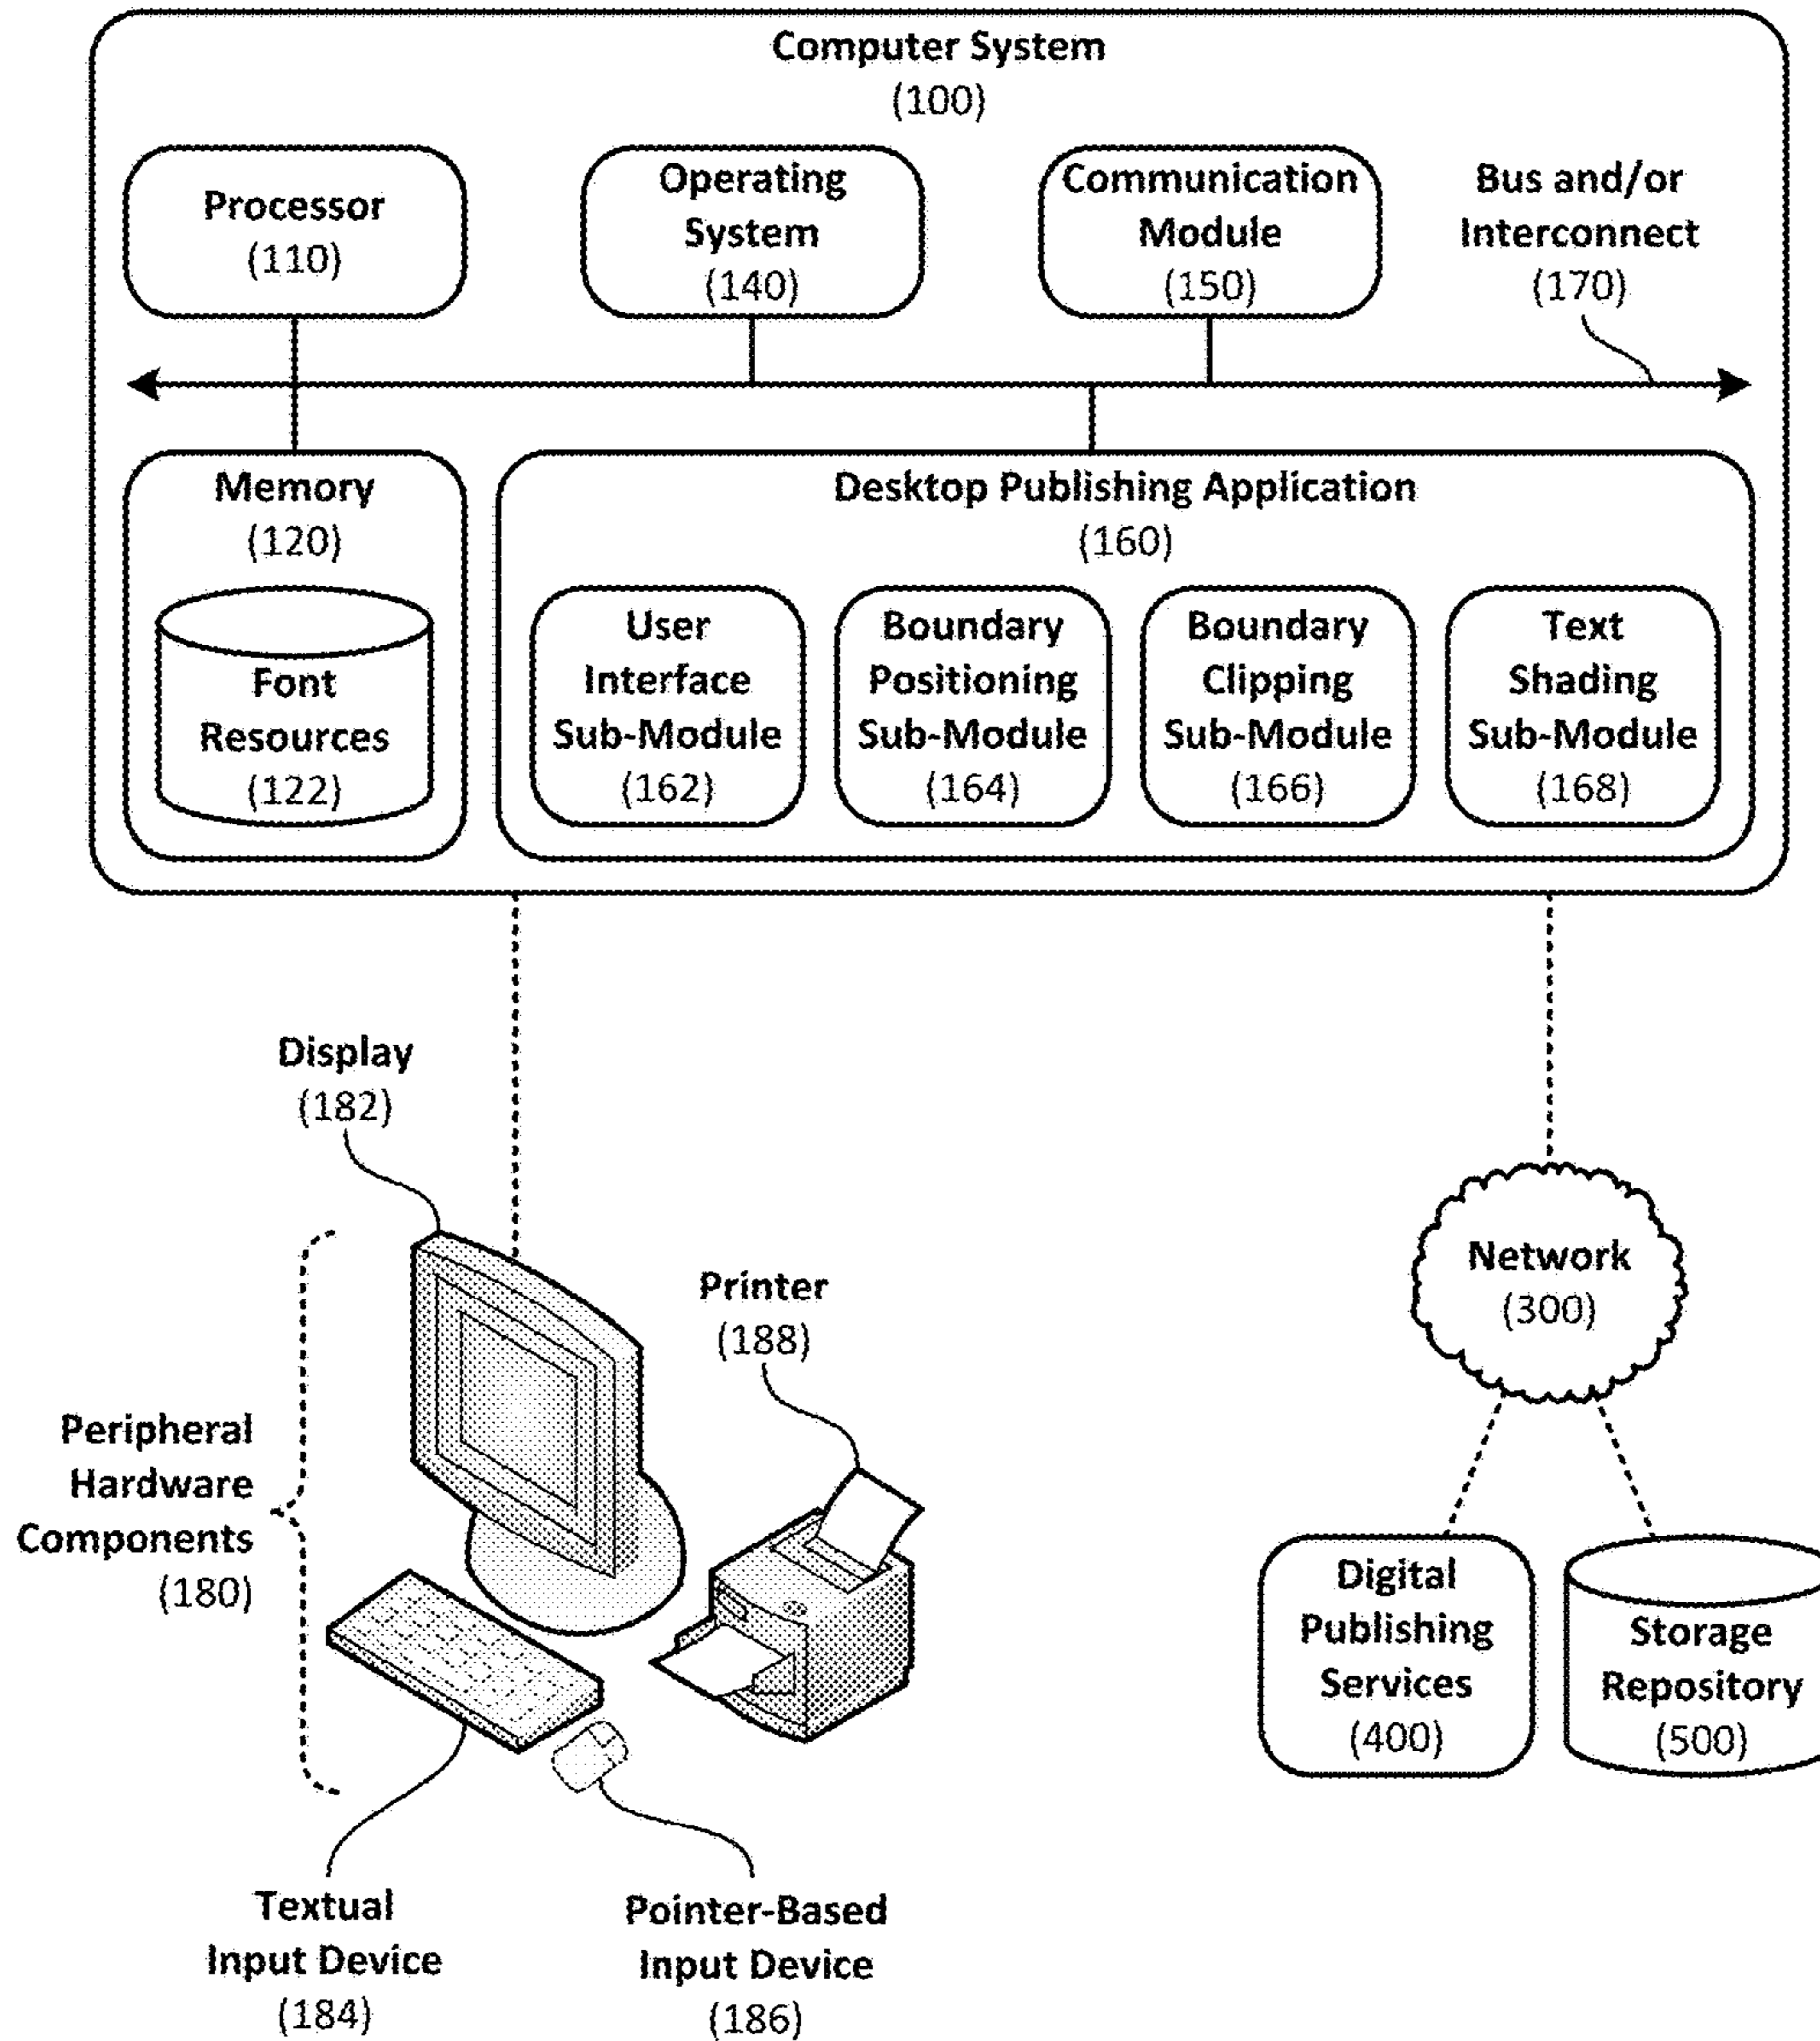 Computer System
(100)
Processor
(110)
Operating
System
(140)
Communication
Module
(150)
Bus and/or
Interconnect
(170)
Memory
(120)
Font
Resources
(122)
Desktop Publishing Application
(160)
User
Interface
Sub-Module
(162)
Boundary
Positioning
Sub-Module
(164)
Boundary
Clipping
Sub-Module
(166)
Text
Shading
Sub-Module
(168)
Display
(182)
Printer
(188)
Peripheral
Hardware
Components
(180)
Textual
Input Device
(184)
Pointer-Based
Input Device
(186)
Network
(300)
Digital
Publishing
Services
(400)
Storage
Repository
(500)